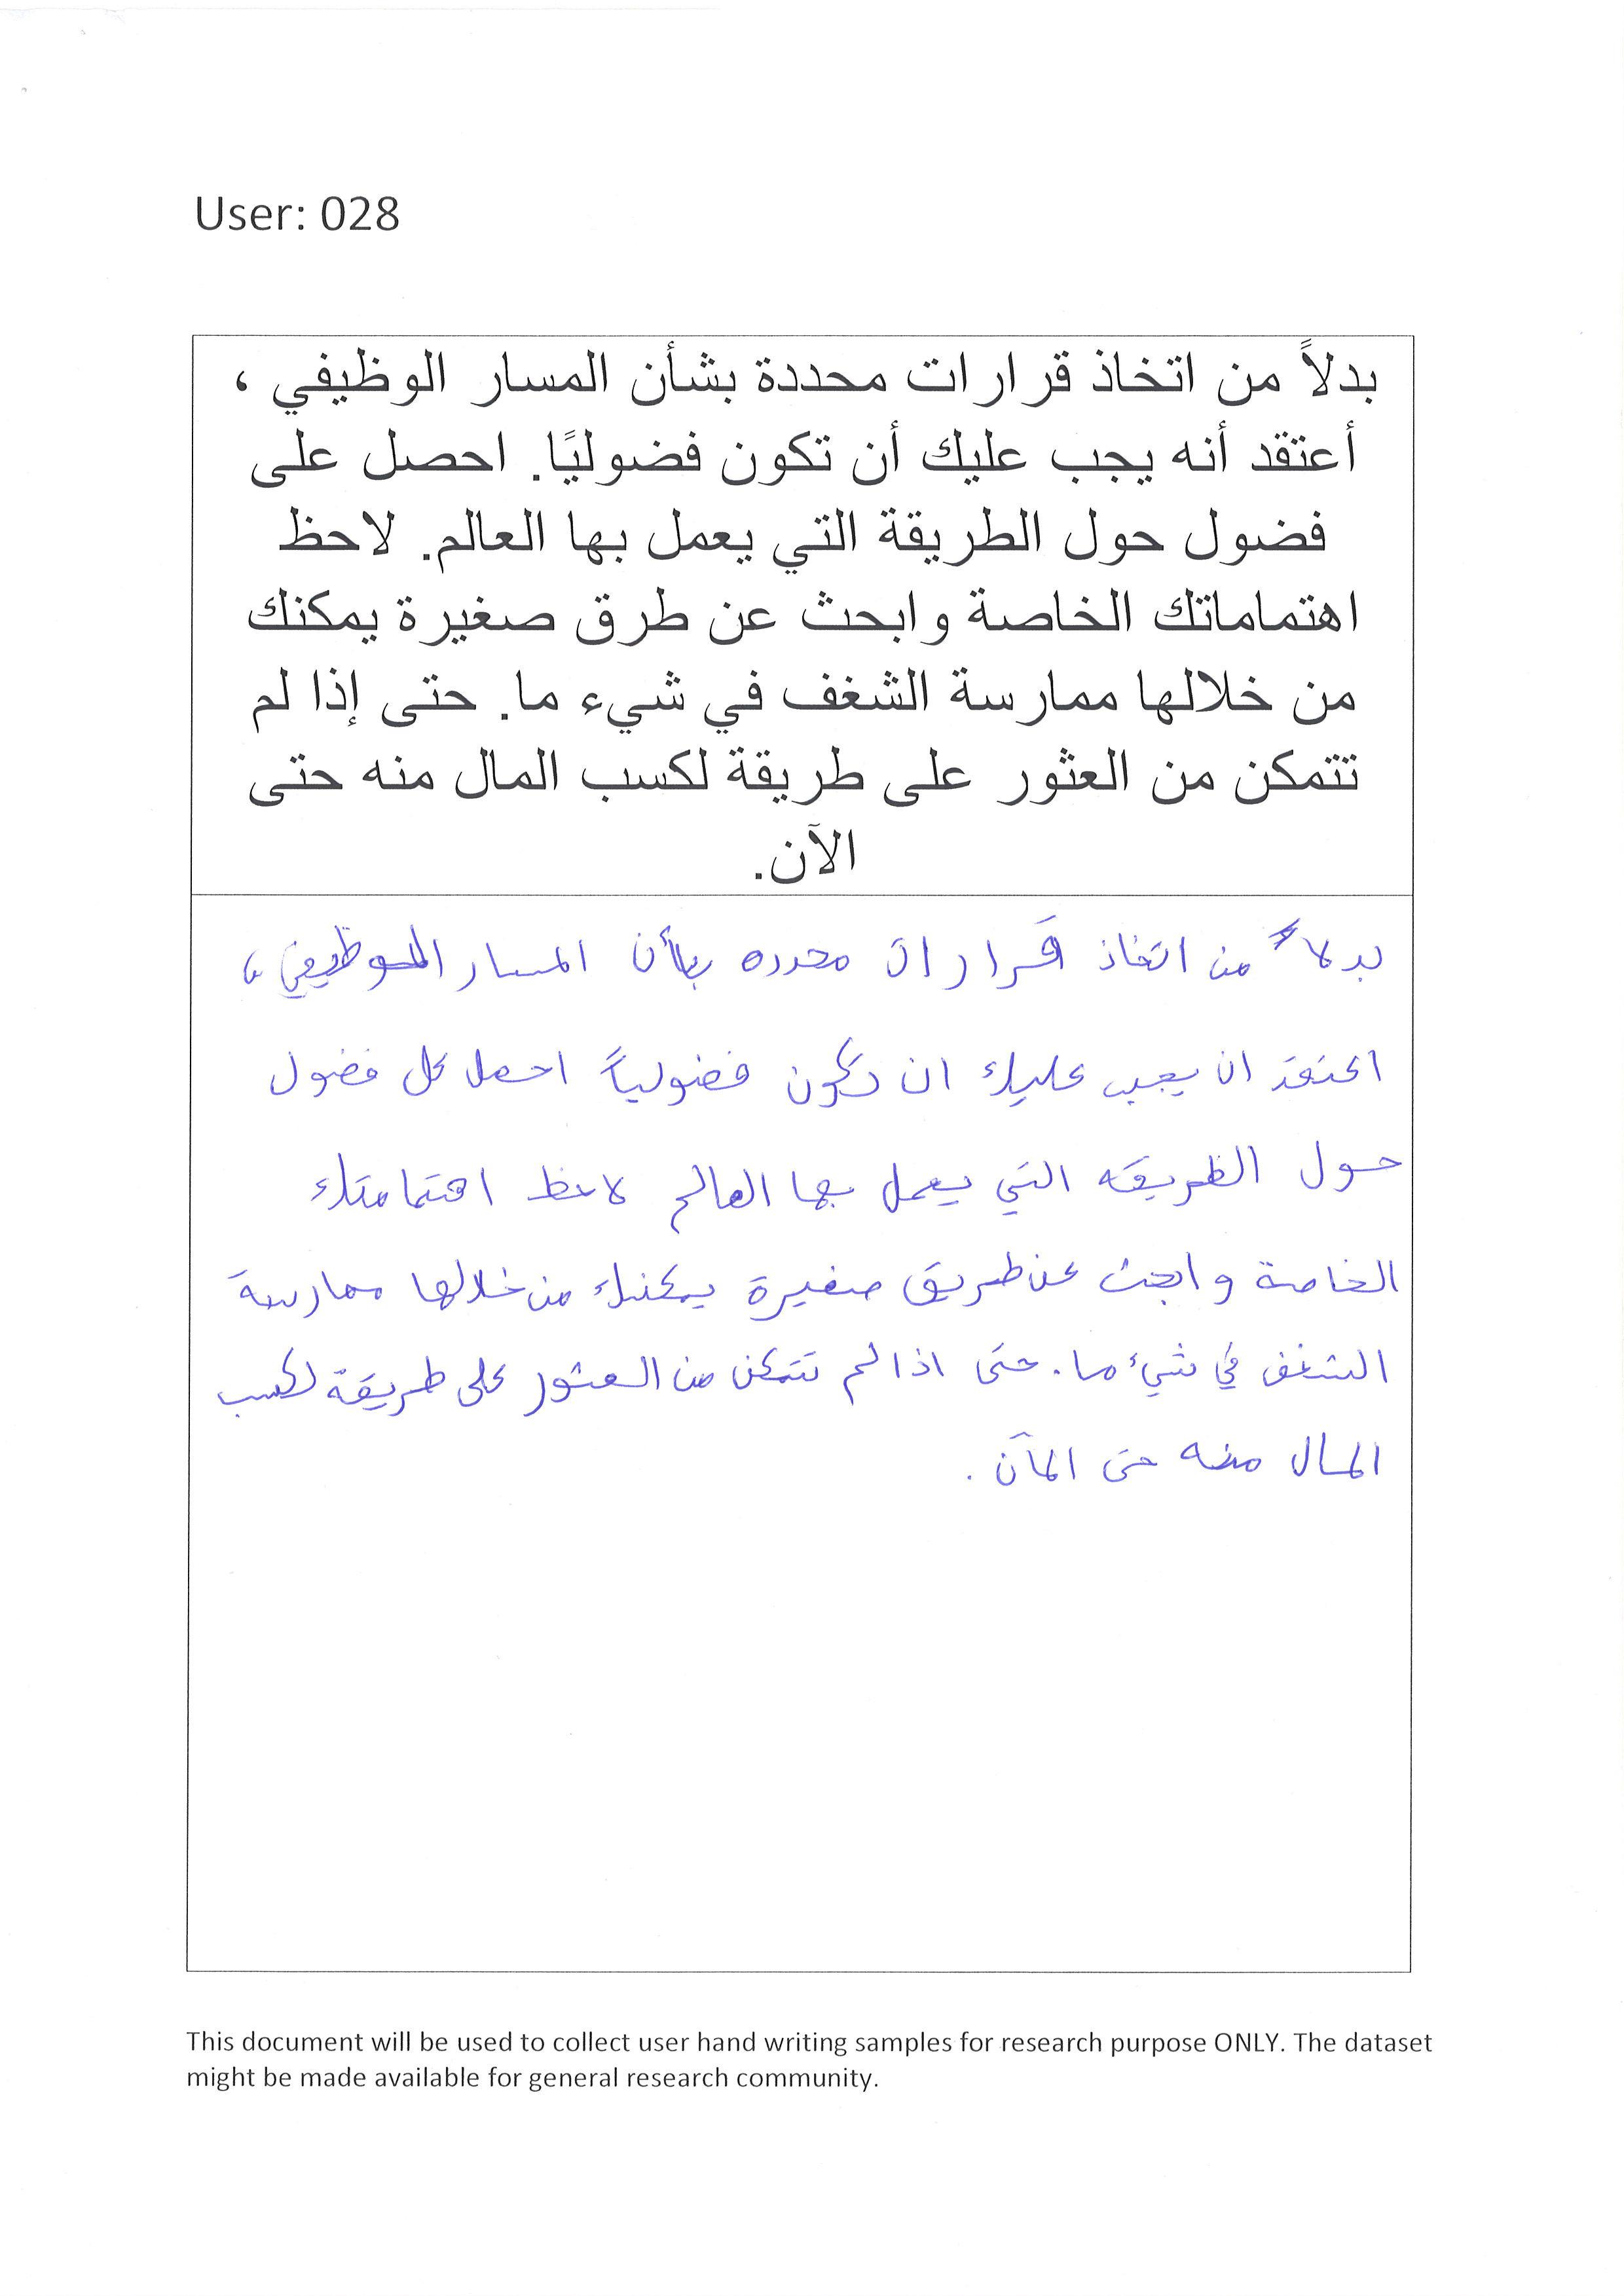 User: 028
بدلاً من اتخاذ قرارات محددة بشأن المسار الوظيفي ،
أعتقد أنه يجب عليك أن تكون فضوليًا. احصل على
فضول حول الطريقة التي يعمل بها العالم. لاحظ
اهتماماتك الخاصة وابحث عن طرق صغيرة يمكنك
من خلالها ممارسة الشغف في شيء ما. حتى إذا لم
تتمكن من العثور على طريقة لكسب المال منه حتى
الآن.
بدلاً من اتخاذ قرارات محدده بشأن المسار الوظيفي ،
اعتقد ان يجب عليك ان تكون فضولياً احصل على فضول
حول الطريقه التي يعمل بها العالم لاحظ اهتمامتك
الخاصة وابحث عن طريق صغيرة يمكنك من خلالها ممارسة
الشغف في شيء ما. حتى اذا لم تتمكن من العثور على طريقة لكسب
المال منه حتى الآن .
This document will be used to collect user hand writing samples for research purpose ONLY. The dataset
might be made available for general research community.